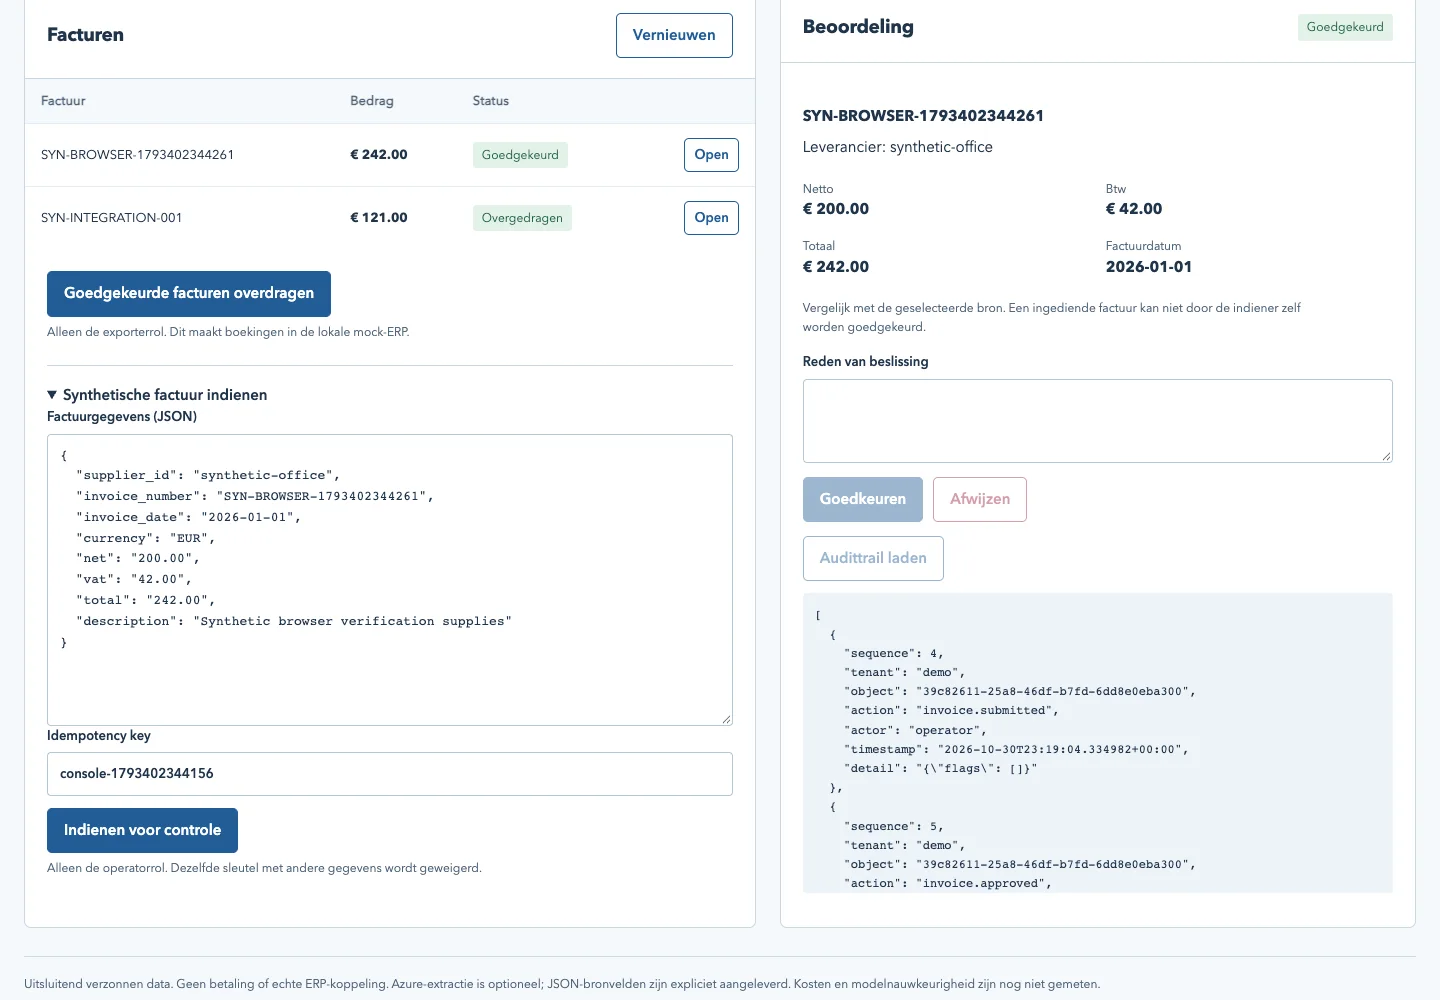 Facturen
Vernieuwen
Factuur Bedrag Status
SYN-BROWSER-1793402344261 € 242.00 Goedgekeurd Open
SYN-INTEGRATION-001 € 121.00 Overgedragen Open
Goedgekeurde facturen overdragen
Alleen de exporterrol. Dit maakt boekingen in de lokale mock-ERP.
▼ Synthetische factuur indienen
Factuurgegevens (JSON)
{
"supplier_id": "synthetic-office",
"invoice_number": "SYN-BROWSER-1793402344261",
"invoice_date": "2026-01-01",
"currency": "EUR",
"net": "200.00",
"vat": "42.00",
"total": "242.00",
"description": "Synthetic browser verification supplies"
}
Idempotency key
console-1793402344156
Indienen voor controle
Alleen de operatorrol. Dezelfde sleutel met andere gegevens wordt geweigerd.
Beoordeling
Goedgekeurd
SYN-BROWSER-1793402344261
Leverancier: synthetic-office
Netto Btw
€ 200.00 € 42.00
Totaal Factuurdatum
€ 242.00 2026-01-01
Vergelijk met de geselecteerde bron. Een ingediende factuur kan niet door de indiener zelf
worden goedgekeurd.
Reden van beslissing
Goedkeuren Afwijzen
Audittrail laden
[
{
"sequence": 4,
"tenant": "demo",
"object": "39c82611-25a8-46df-b7fd-6dd8e0eba300",
"action": "invoice.submitted",
"actor": "operator",
"timestamp": "2026-10-30T23:19:04.334982+00:00",
"detail": "{\"flags\": []}"
},
{
"sequence": 5,
"tenant": "demo",
"object": "39c82611-25a8-46df-b7fd-6dd8e0eba300",
"action": "invoice.approved",
Uitsluitend verzonnen data. Geen betaling of echte ERP-koppeling. Azure-extractie is optioneel; JSON-bronvelden zijn expliciet aangeleverd. Kosten en modelnauwkeurigheid zijn nog niet gemeten.